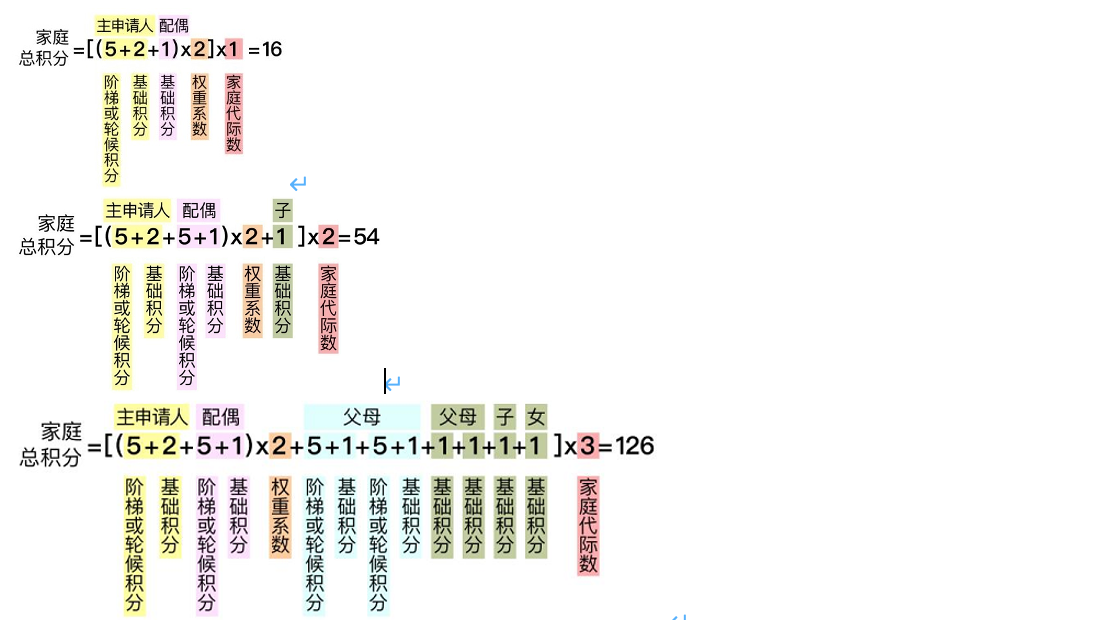 主申请人 配偶
家庭总积分=[(5+2+1)x2]x1=16
阶梯或轮候积分 基础积分 基础积分 权重系数 家庭代际数
主申请人 配偶 子
家庭总积分=[(5+2+5+1)x2+1]x2=54
阶梯或轮候积分 基础积分 阶梯或轮候积分 基础积分 权重系数 基础积分 家庭代际数
主申请人 配偶 父母 父母 子 女
家庭总积分=[(5+2+5+1)x2+5+1+5+1+1+1+1+1]x3=126
阶梯或轮候积分 基础积分 阶梯或轮候积分 基础积分 权重系数 阶梯或轮候积分 基础积分 阶梯或轮候积分 基础积分 基础积分 基础积分 基础积分 基础积分 家庭代际数